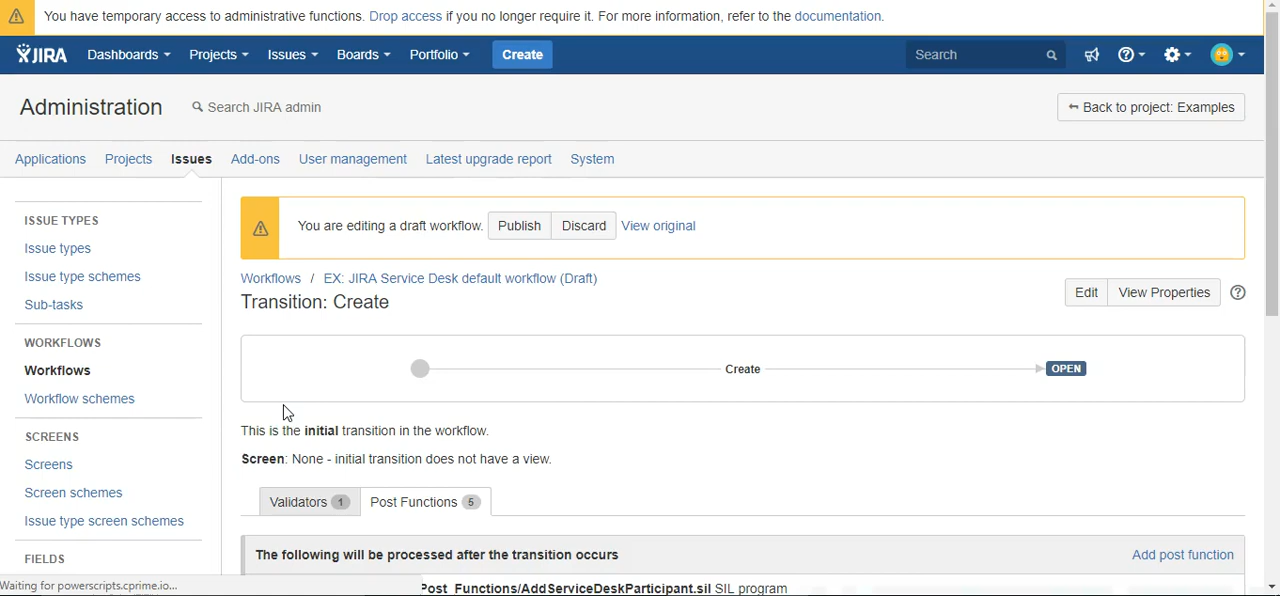 You have temporary access to administrative functions. Drop access if you no longer require it. For more information, refer to the documentation.
JIRA Dashboards Projects Issues Boards Portfolio Create Search
Administration Search JIRA admin Back to project: Examples
Applications Projects Issues Add-ons User management Latest upgrade report System
ISSUE TYPES
Issue types
Issue type schemes
Sub-tasks
WORKFLOWS
Workflows
Workflow schemes
SCREENS
Screens
Screen schemes
Issue type screen schemes
FIELDS
You are editing a draft workflow. Publish Discard View original
Workflows / EX: JIRA Service Desk default workflow (Draft)
Transition: Create
Edit View Properties ?
Create OPEN
This is the initial transition in the workflow.
Screen: None - initial transition does not have a view.
Validators 1 Post Functions 5
The following will be processed after the transition occurs Add post function
Post_Functions/AddServiceDeskParticipant.sil SIL program
Waiting for powerscripts.cprime.io...